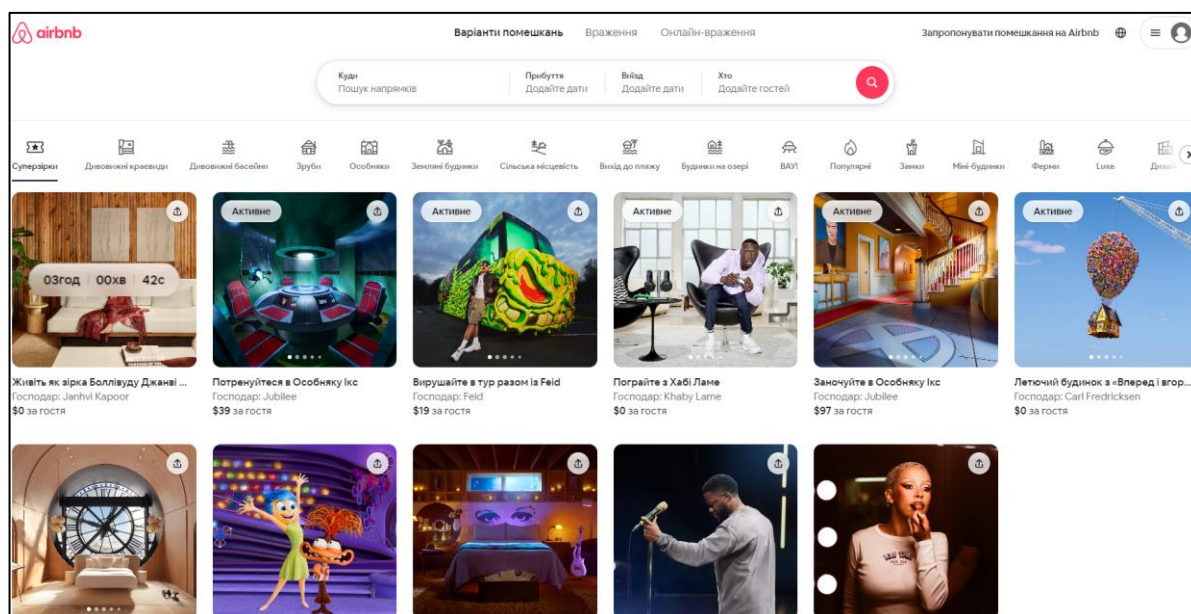 airbnb
Варіанти помешкань Враження Онлайн-враження
Запропонувати помешкання на Airbnb
Куди Прибуття Виїзд Хто
Пошук напрямків Додайте дати Додайте дати Додайте гостей
Суперзірки Дивовижні краєвиди Дивовижні басейни Зруби Особняки Земляні будинки Сільська місцевість Вихід до пляжу Будинки на озері ВАУ! Популярні Замки Міні-будинки Ферми Luxe
Активне Активне Активне Активне Активне
03год 00хв 42с
Живіть як зірка Боллівуду Джанві ... Потренуйтеся в Особняку Ікс Вирушайте в тур разом із Feid Пограйте з Хабі Ламе Заночуйте в Особняку Ікс Летючий будинок з «Вперед і вгор...
Господар: Janhvi Kapoor Господар: Jubilee Господар: Feid Господар: Khaby Lame Господар: Jubilee Господар: Carl Fredricksen
$0 за гостя $39 за гостя $19 за гостя $0 за гостя $97 за гостя $0 за гостя